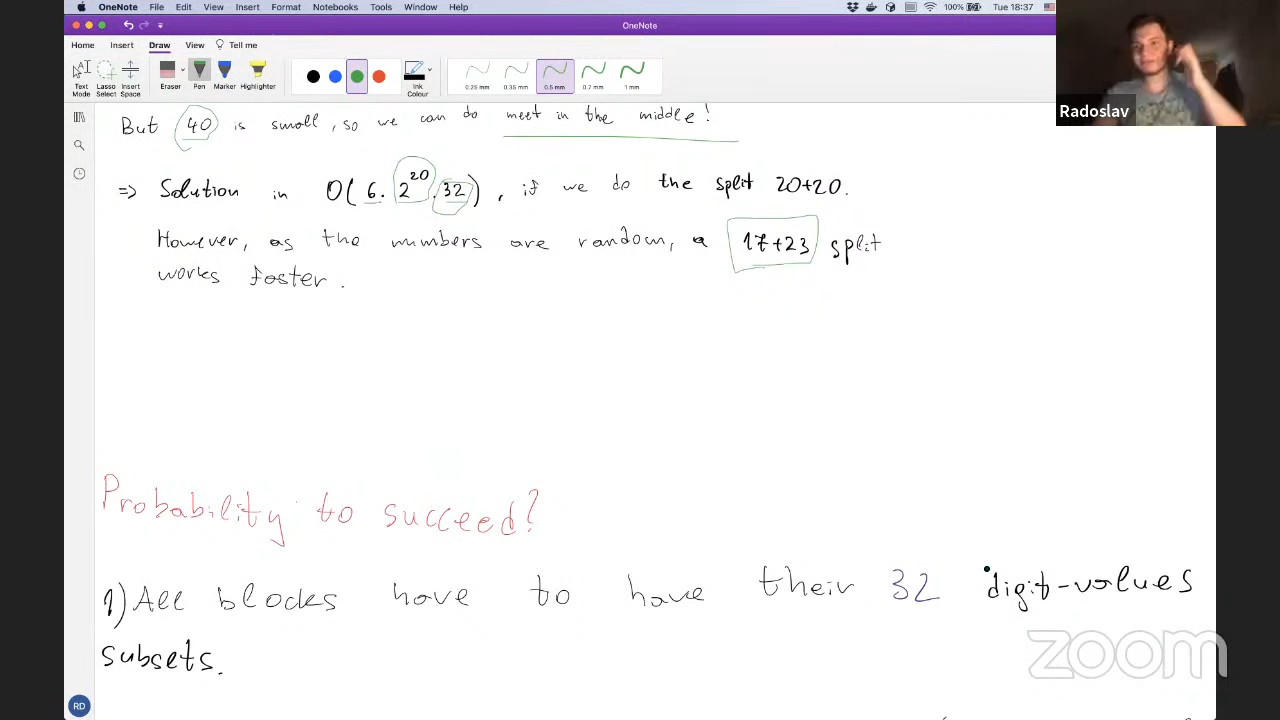 OneNote File Edit View Insert Format Notebooks Tools Window Help 100% Tue 18:37
OneNote
Home Insert Draw View Tell me
Text Mode Lasso Select Insert Space Eraser Pen Marker Highlighter Ink Colour 0.25 mm 0.35 mm 0.5 mm 0.7 mm 1 mm
Radoslav
But 40 is small, so we can do meet in the middle!
=> Solution in O(6. 2^20 . 32), if we do the split 20+20.
However, as the numbers are random, a 17+23 split
works faster.
Probability to succeed?
1) All blocks have to have their 32 digit-values
subsets.
zoom
RD